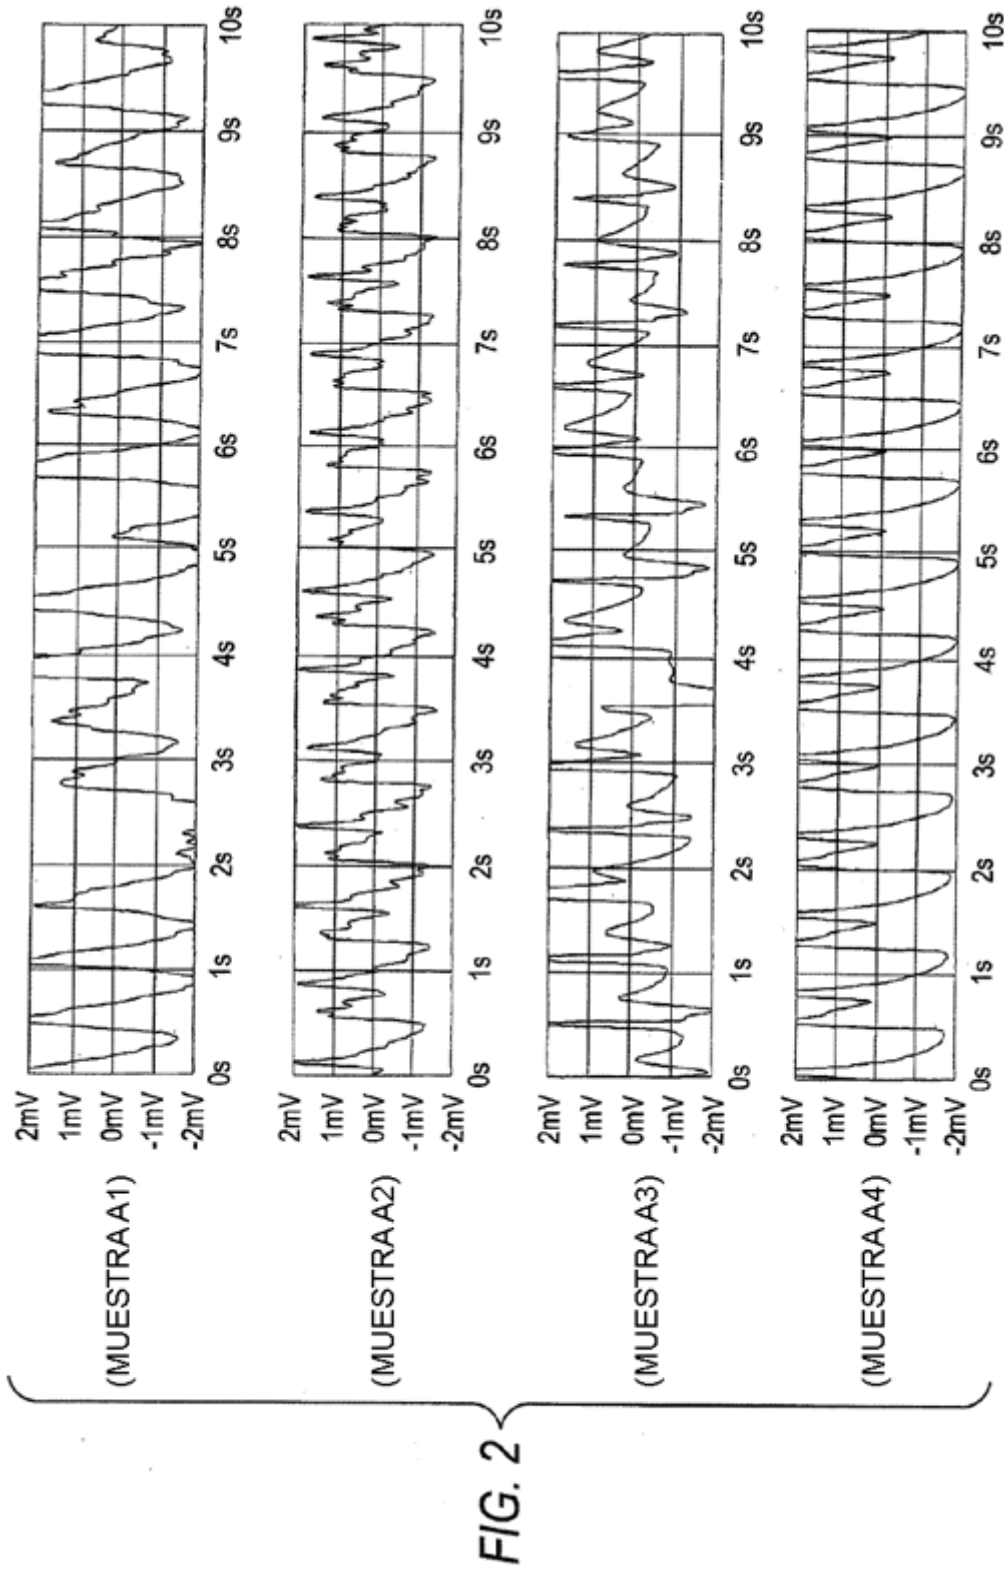 FIG. 2
(MUESTRA A1)
2mV
1mV
0mV
-1mV
-2mV
0s 1s 2s 3s 4s 5s 6s 7s 8s 9s 10s
(MUESTRA A2)
2mV
1mV
0mV
-1mV
-2mV
0s 1s 2s 3s 4s 5s 6s 7s 8s 9s 10s
(MUESTRA A3)
2mV
1mV
0mV
-1mV
-2mV
0s 1s 2s 3s 4s 5s 6s 7s 8s 9s 10s
(MUESTRA A4)
2mV
1mV
0mV
-1mV
-2mV
0s 1s 2s 3s 4s 5s 6s 7s 8s 9s 10s